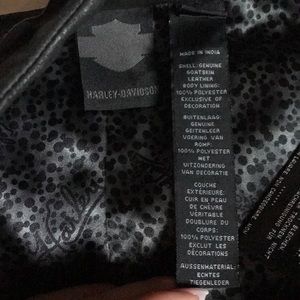 HARLEY-DAVIDSON
MADE IN INDIA
SHELL: GENUINE
GOATSKIN LEATHER
BODY LINING:
100% POLYESTER
EXCLUSIVE OF
DECORATION
BUITENLAAG:
GENUINE
GEITENLEER
VOERING VAN
ROMP:
100% POLYESTER
MET
UITZONDERING
VAN DECORATIE
COUCHE
EXTÉRIEURE:
CUIR EN PEAU
DE CHÈVRE
VÉRITABLE
DOUBLURE DU
CORPS:
100% POLYESTER
EXCLUT LES
DÉCORATIONS
AUSSENMATERIAL:
ECHTES
ZIEGENLEDER